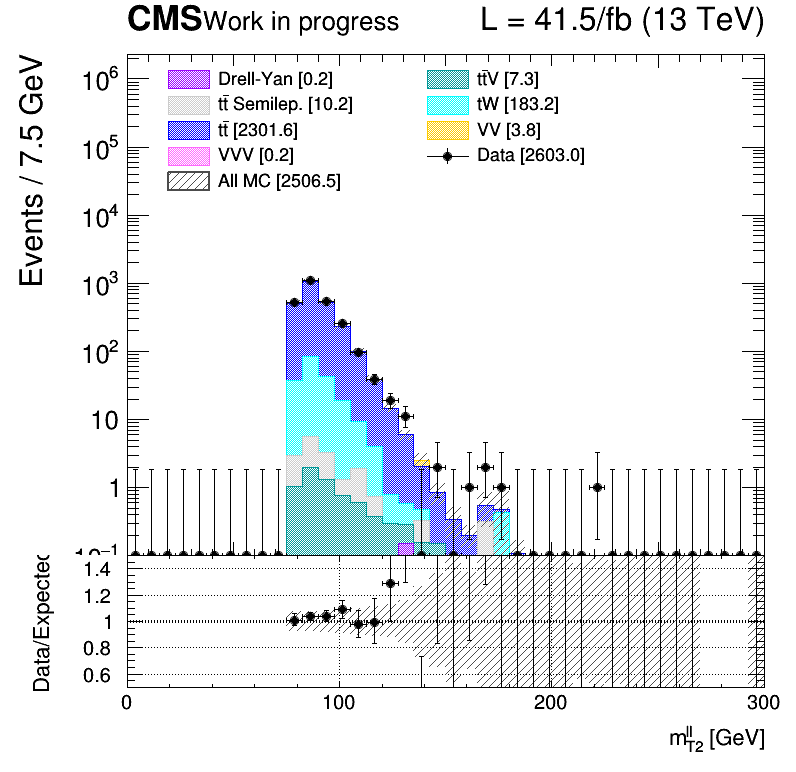 CMS Work in progress L = 41.5/fb (13 TeV)
Events / 7.5 GeV
Drell-Yan [0.2]
tt̄ Semilep. [10.2]
tt̄ [2301.6]
VVV [0.2]
All MC [2506.5]
tt̄V [7.3]
tW [183.2]
VV [3.8]
Data [2603.0]
10⁶
10⁵
10⁴
10³
10²
10
1
10⁻¹
Data/Expected
1.4
1.2
1
0.8
0.6
0 100 200 300
m_T2^ll [GeV]